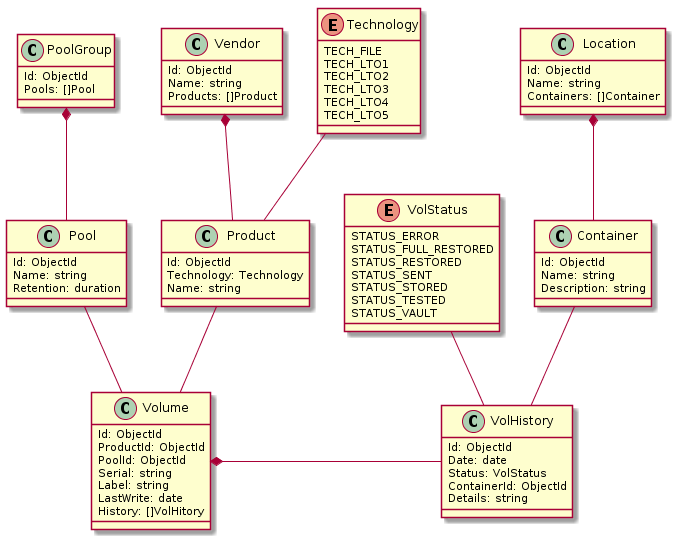 C PoolGroup
Id: ObjectId
Pools: []Pool
C Vendor
Id: ObjectId
Name: string
Products: []Product
E Technology
TECH_FILE
TECH_LTO1
TECH_LTO2
TECH_LTO3
TECH_LTO4
TECH_LTO5
C Location
Id: ObjectId
Name: string
Containers: []Container
C Pool
Id: ObjectId
Name: string
Retention: duration
C Product
Id: ObjectId
Technology: Technology
Name: string
E VolStatus
STATUS_ERROR
STATUS_FULL_RESTORED
STATUS_RESTORED
STATUS_SENT
STATUS_STORED
STATUS_TESTED
STATUS_VAULT
C Container
Id: ObjectId
Name: string
Description: string
C Volume
Id: ObjectId
ProductId: ObjectId
PoolId: ObjectId
Serial: string
Label: string
LastWrite: date
History: []VolHitory
C VolHistory
Id: ObjectId
Date: date
Status: VolStatus
ContainerId: ObjectId
Details: string